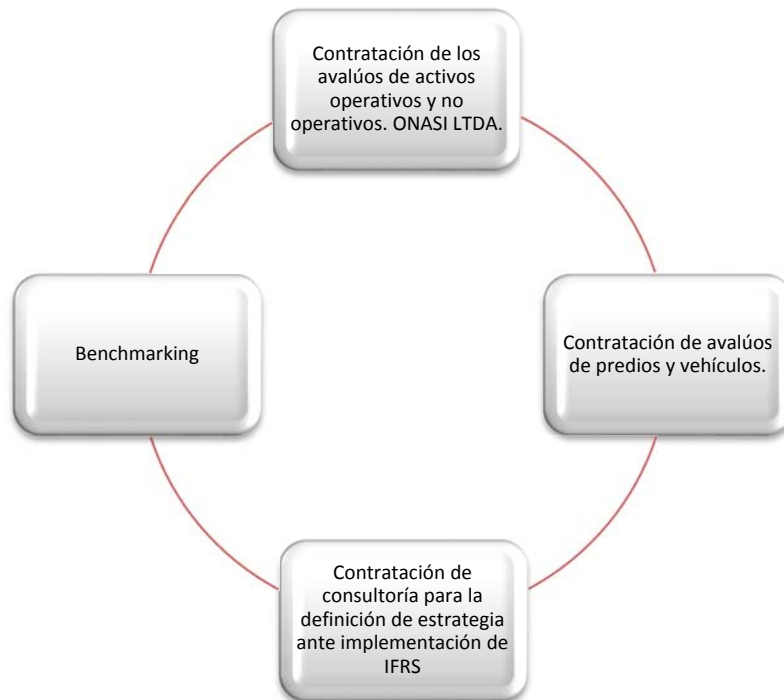 Contratación de los
avalúos de activos
operativos y no
operativos. ONASI LTDA.
Contratación de avalúos
de predios y vehículos.
Contratación de
consultoría para la
definición de estrategia
ante implementación de
IFRS
Benchmarking